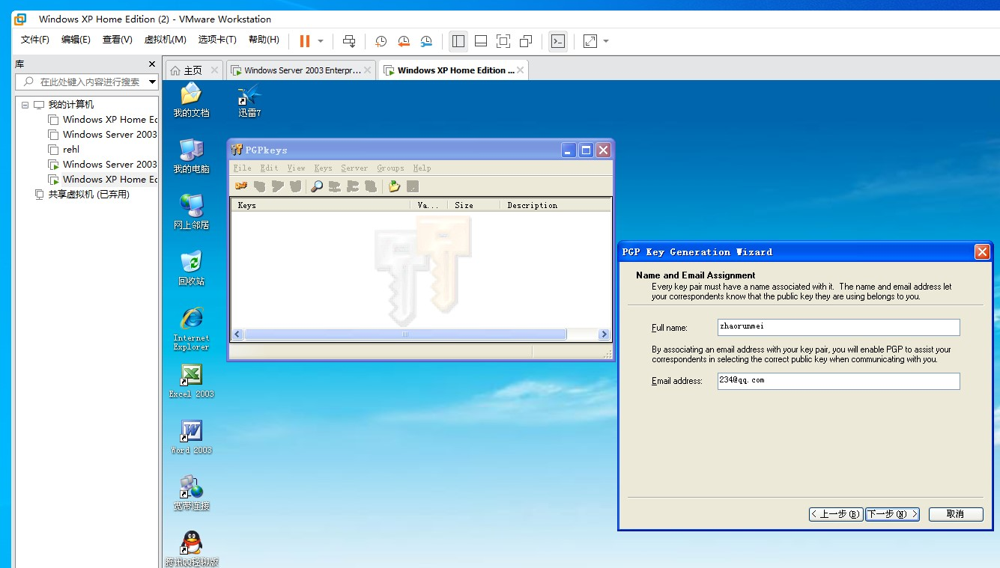 Windows XP Home Edition (2) - VMware Workstation
文件(F) 编辑(E) 查看(V) 虚拟机(M) 选项卡(T) 帮助(H)
库
在此处键入内容进行搜索
我的计算机
Windows XP Home Ec
Windows Server 2003
rehl
Windows Server 2003
Windows XP Home Ec
共享虚拟机 (已弃用)
主页
Windows Server 2003 Enterpr...
Windows XP Home Edition ...
我的文档
迅雷7
我的电脑
网上邻居
回收站
Internet
Explorer
Excel 2003
Word 2003
宽带连接
腾讯QQ轻聊版
PGPkeys
File Edit View Keys Server Groups Help
Keys Va... Size Description
PGP Key Generation Wizard
Name and Email Assignment
Every key pair must have a name associated with it. The name and email address let
your correspondents know that the public key they are using belongs to you.
Full name: zhaorunmei
By associating an email address with your key pair, you will enable PGP to assist your
correspondents in selecting the correct public key when communicating with you.
Email address: 234@qq.com
< 上一步(B) 下一步(N) > 取消